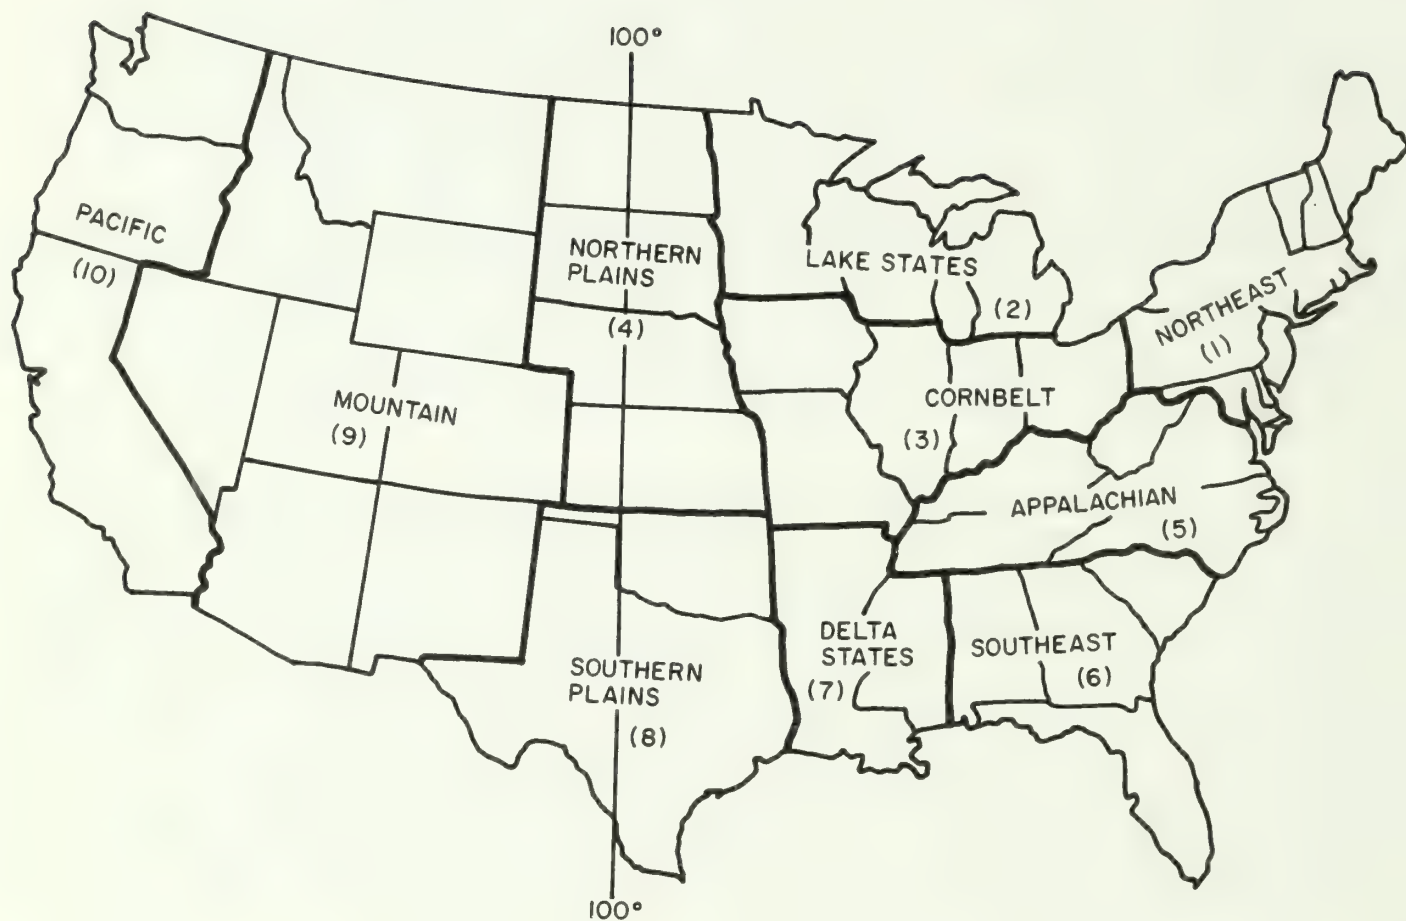 100°
PACIFIC
(10)
NORTHERN
PLAINS
(4)
LAKE STATES
(2)
NORTHEAST
(1)
MOUNTAIN
(9)
CORNBELT
(3)
APPALACHIAN
(5)
SOUTHERN
PLAINS
(8)
DELTA
STATES
(7)
SOUTHEAST
(6)
100°